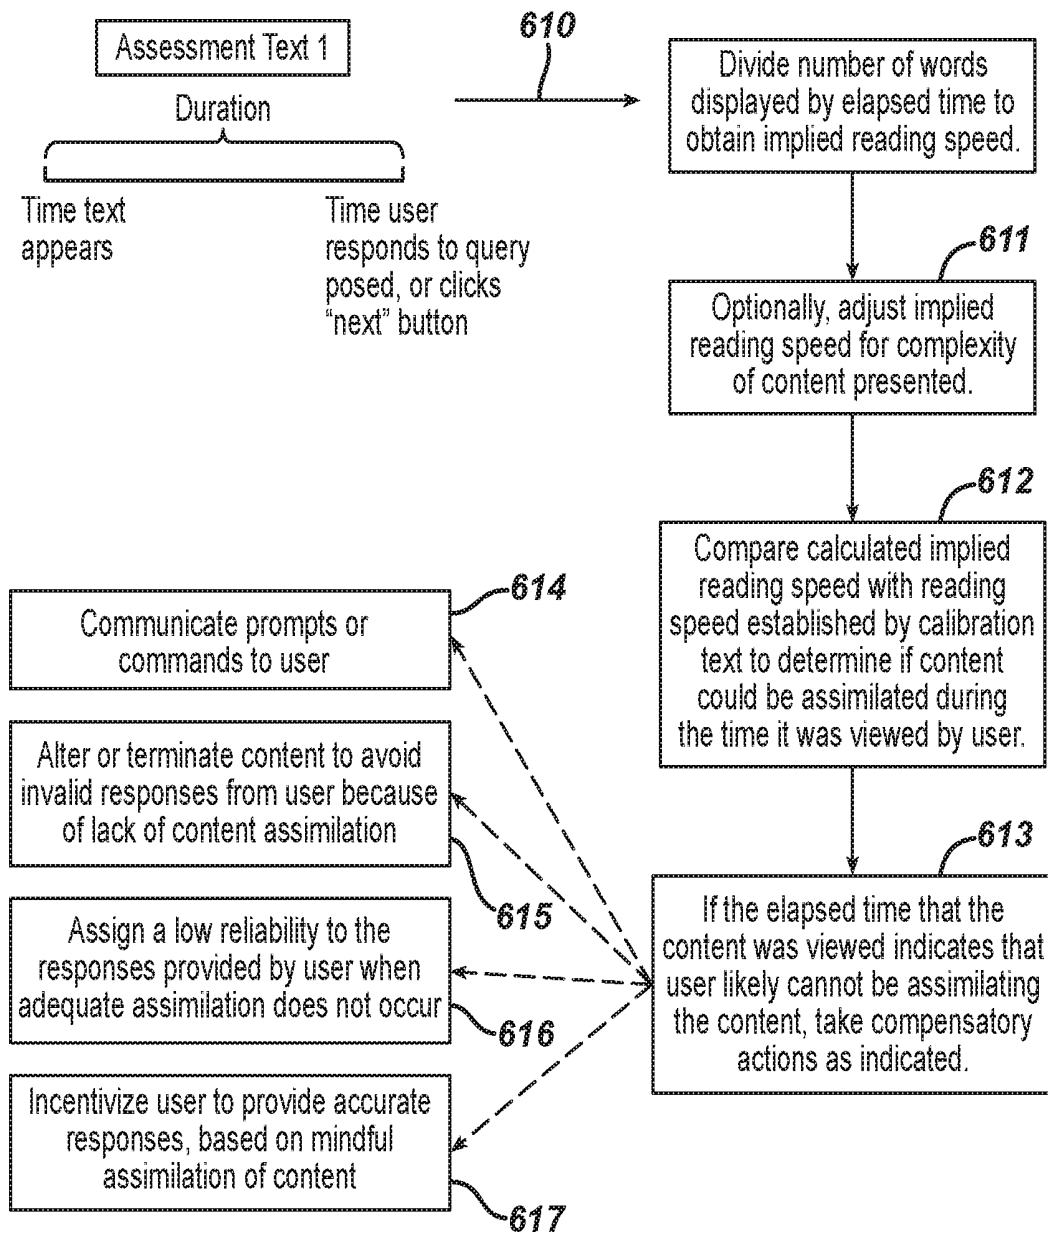 Assessment Text 1
Duration
Time text
appears
Time user
responds to query
posed, or clicks
“next” button
610
Divide number of words
displayed by elapsed time to
obtain implied reading speed.
611
Optionally, adjust implied
reading speed for complexity
of content presented.
612
Compare calculated implied
reading speed with reading
speed established by calibration
text to determine if content
could be assimilated during
the time it was viewed by user.
613
If the elapsed time that the
content was viewed indicates that
user likely cannot be assimilating
the content, take compensatory
actions as indicated.
614
Communicate prompts or
commands to user
Alter or terminate content to avoid
invalid responses from user because
of lack of content assimilation
615
Assign a low reliability to the
responses provided by user when
adequate assimilation does not occur
616
Incentivize user to provide accurate
responses, based on mindful
assimilation of content
617